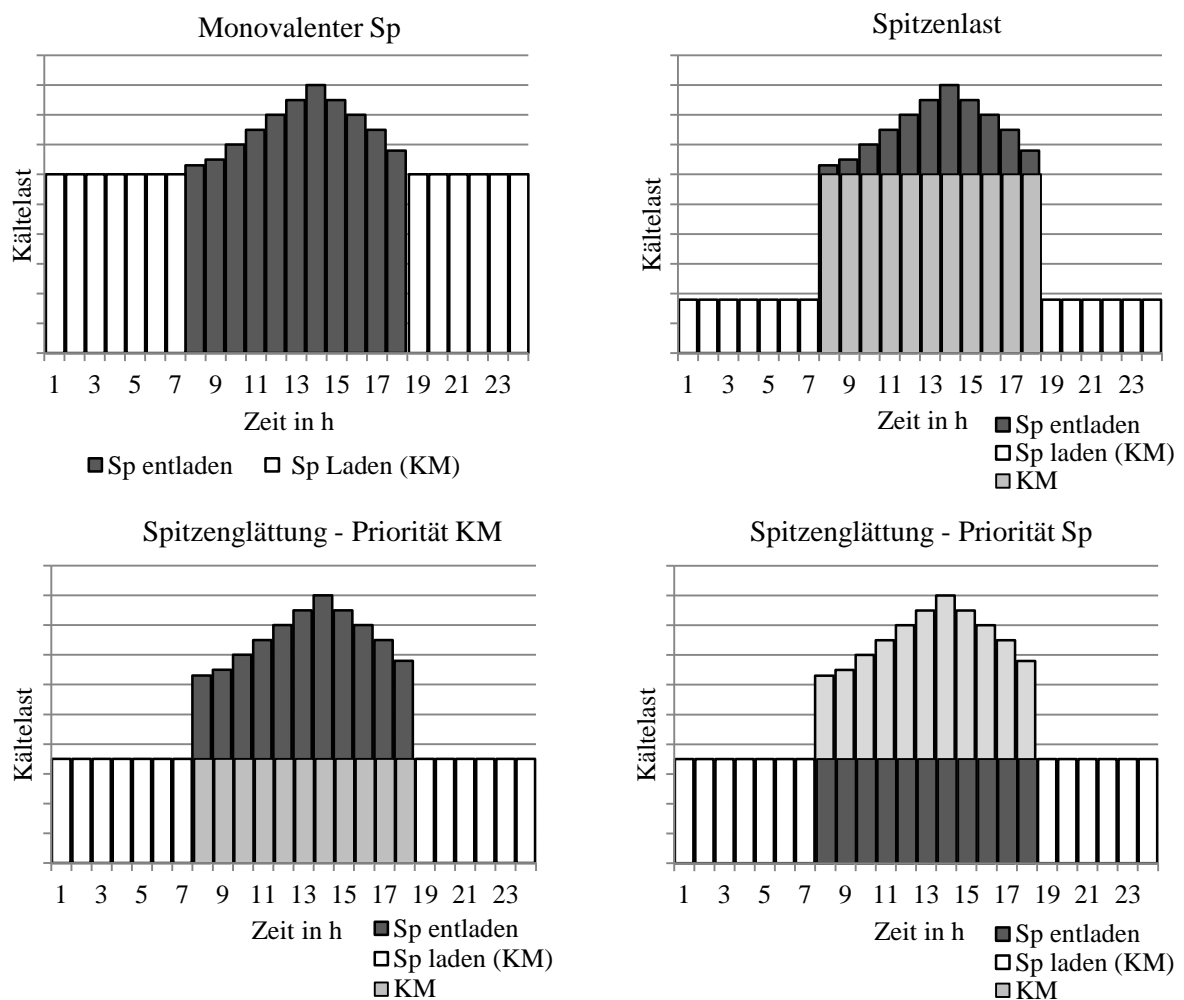 Monovalenter Sp
Kältelast
1 3 5 7 9 11 13 15 17 19 21 23
Zeit in h
Sp entladen Sp Laden (KM)
Spitzenlast
Kältelast
1 3 5 7 9 11 13 15 17 19 21 23
Zeit in h
Sp entladen
Sp laden (KM)
KM
Spitzenglättung - Priorität KM
Kältelast
1 3 5 7 9 11 13 15 17 19 21 23
Zeit in h
Sp entladen
Sp laden (KM)
KM
Spitzenglättung - Priorität Sp
Kältelast
1 3 5 7 9 11 13 15 17 19 21 23
Zeit in h
Sp entladen
Sp laden (KM)
KM